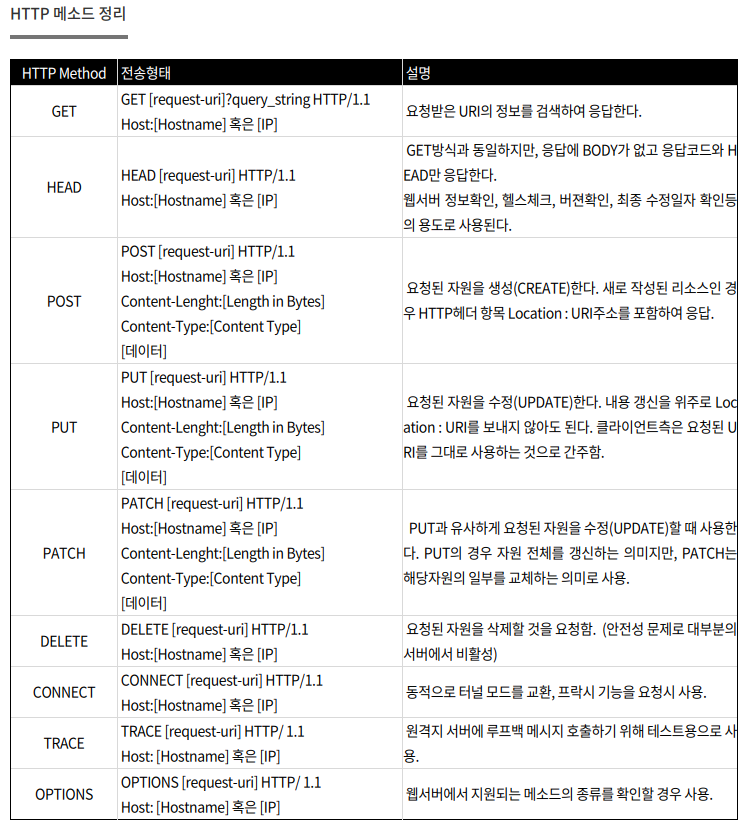 HTTP 메소드 정리
HTTP Method 전송형태 설명
GET
GET [request-uri]?query_string HTTP/1.1
Host:[Hostname] 혹은 [IP]
요청받은 URI의 정보를 검색하여 응답한다.
HEAD
HEAD [request-uri] HTTP/1.1
Host:[Hostname] 혹은 [IP]
GET방식과 동일하지만, 응답에 BODY가 없고 응답코드와 H
EAD만 응답한다.
웹서버 정보확인, 헬스체크, 버젼확인, 최종 수정일자 확인등
의 용도로 사용된다.
POST
POST [request-uri] HTTP/1.1
Host:[Hostname] 혹은 [IP]
Content-Lenght:[Length in Bytes]
Content-Type:[Content Type]
[데이터]
요청된 자원을 생성(CREATE)한다. 새로 작성된 리소스인 경
우 HTTP헤더 항목 Location : URI주소를 포함하여 응답.
PUT
PUT [request-uri] HTTP/1.1
Host:[Hostname] 혹은 [IP]
Content-Lenght:[Length in Bytes]
Content-Type:[Content Type]
[데이터]
요청된 자원을 수정(UPDATE)한다. 내용 갱신을 위주로 Loc
ation : URI를 보내지 않아도 된다. 클라이언트측은 요청된 U
RI를 그대로 사용하는 것으로 간주함.
PATCH
PATCH [request-uri] HTTP/1.1
Host:[Hostname] 혹은 [IP]
Content-Lenght:[Length in Bytes]
Content-Type:[Content Type]
[데이터]
PUT과 유사하게 요청된 자원을 수정(UPDATE)할 때 사용한
다. PUT의 경우 자원 전체를 갱신하는 의미지만, PATCH는
해당자원의 일부를 교체하는 의미로 사용.
DELETE
DELETE [request-uri] HTTP/1.1
Host:[Hostname] 혹은 [IP]
요청된 자원을 삭제할 것을 요청함. (안전성 문제로 대부분의
서버에서 비활성)
CONNECT
CONNECT [request-uri] HTTP/1.1
Host:[Hostname] 혹은 [IP]
동적으로 터널 모드를 교환, 프락시 기능을 요청시 사용.
TRACE
TRACE [request-uri] HTTP/ 1.1
Host: [Hostname] 혹은 [IP]
원격지 서버에 루프백 메시지 호출하기 위해 테스트용으로 사
용.
OPTIONS
OPTIONS [request-uri] HTTP/ 1.1
Host: [Hostname] 혹은 [IP]
웹서버에서 지원되는 메소드의 종류를 확인할 경우 사용.